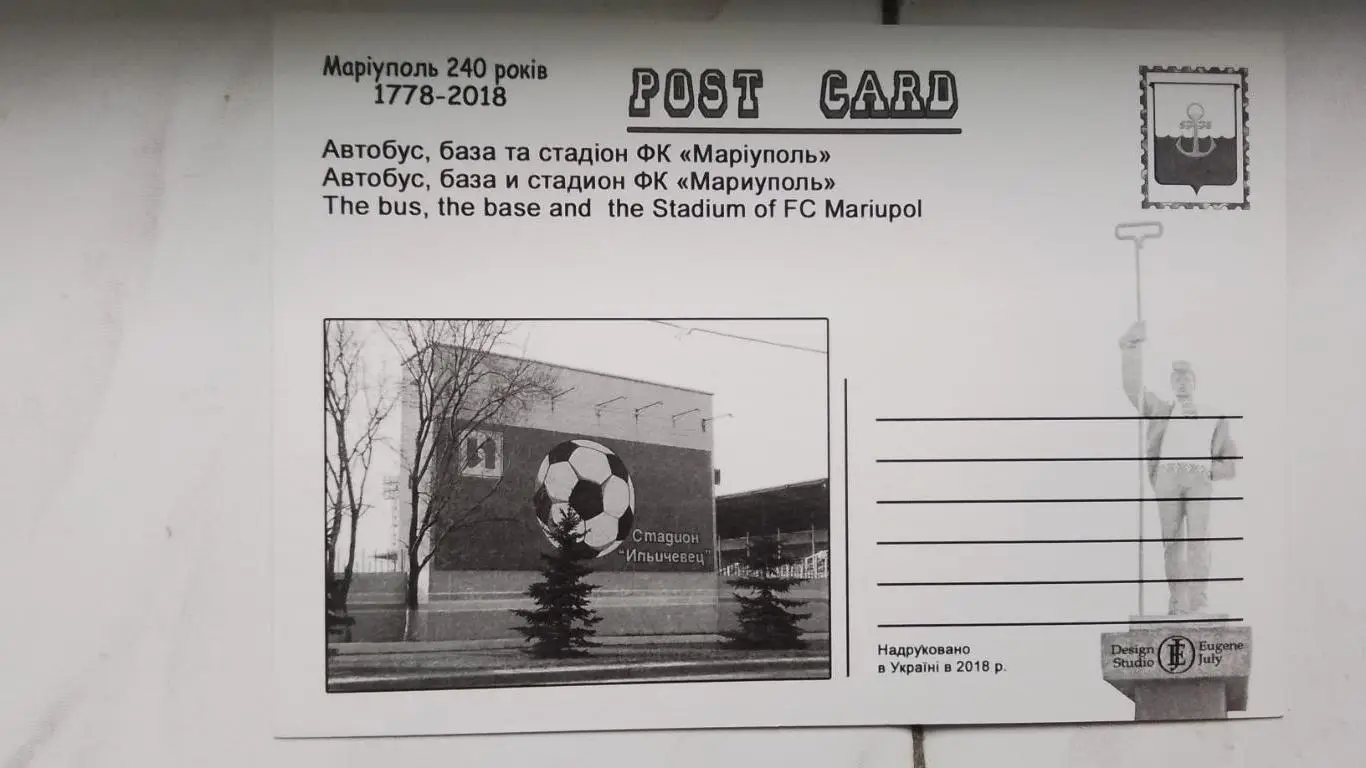 Маріуполь 240 років
1778-2018
POST CARD
Автобус, база та стадіон ФК «Маріуполь»
Автобус, база и стадион ФК «Мариуполь»
The bus, the base and the Stadium of FC Mariupol
Стадион
"Ильичевец"
Надруковано
в Україні в 2018 р.
Design Studio
Eugene July